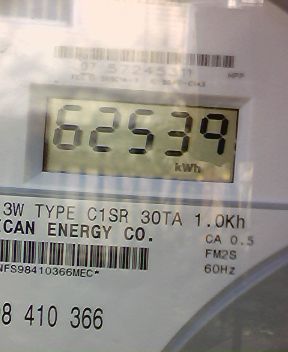 62539
kWh
3W TYPE C1SR 30TA 1.0Kh
CAN ENERGY CO.
CA 0.5
FM2S
NFS98410366MEC*
60Hz
8 410 366